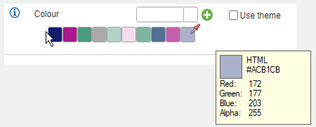 Colour Use theme
HTML
#ACB1CB
Red: 172
Green: 177
Blue: 203
Alpha: 255